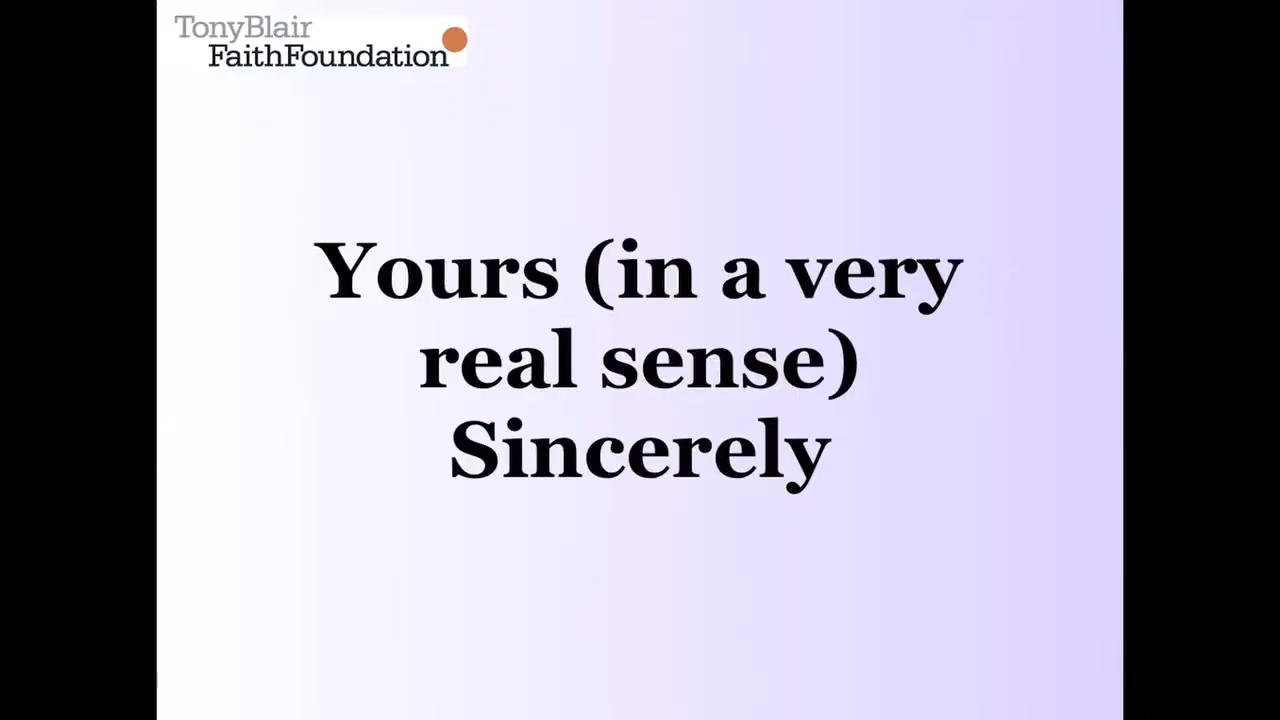 TonyBlair
FaithFoundation
Yours (in a very
real sense)
Sincerely